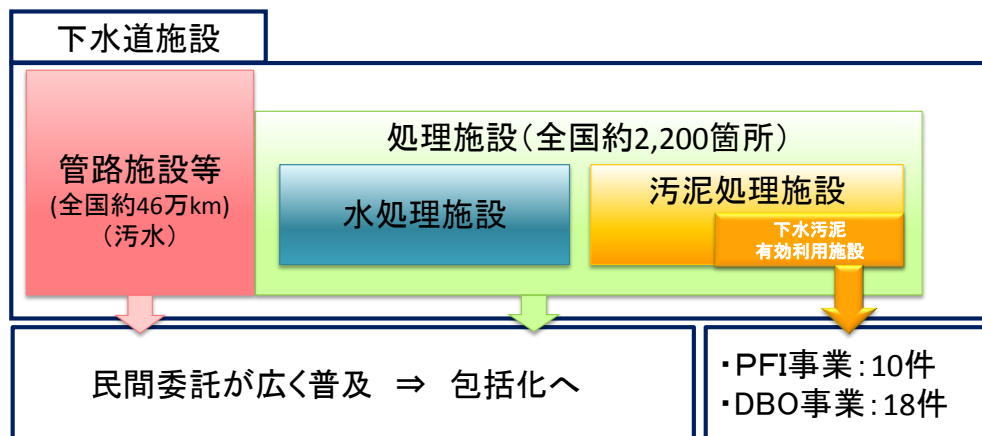 下水道施設
管路施設等
(全国約46万km)
（汚水）
処理施設（全国約2,200箇所）
水処理施設
汚泥処理施設
下水汚泥
有効利用施設
民間委託が広く普及　⇒　包括化へ
・PFI事業：10件
・DBO事業：18件